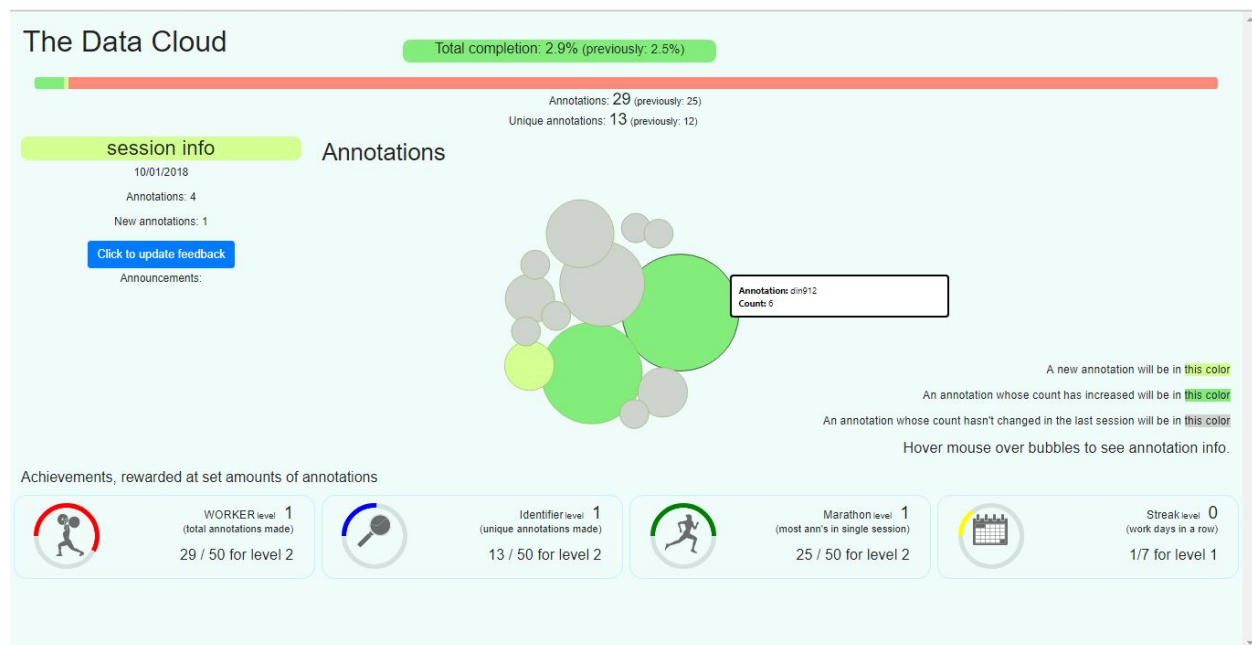 The Data Cloud
Total completion: 2.9% (previously: 2.5%)
Annotations: 29 (previously: 25)
Unique annotations: 13 (previously: 12)
session info
10/01/2018
Annotations: 4
New annotations: 1
Click to update feedback
Announcements:
Annotations
Annotation: din912
Count: 6
A new annotation will be in this color
An annotation whose count has increased will be in this color
An annotation whose count hasn't changed in the last session will be in this color
Hover mouse over bubbles to see annotation info.
Achievements, rewarded at set amounts of annotations
WORKER level 1
(total annotations made)
29 / 50 for level 2
Identifier level 1
(unique annotations made)
13 / 50 for level 2
Marathon level 1
(most ann's in single session)
25 / 50 for level 2
Streak level 0
(work days in a row)
1/7 for level 1